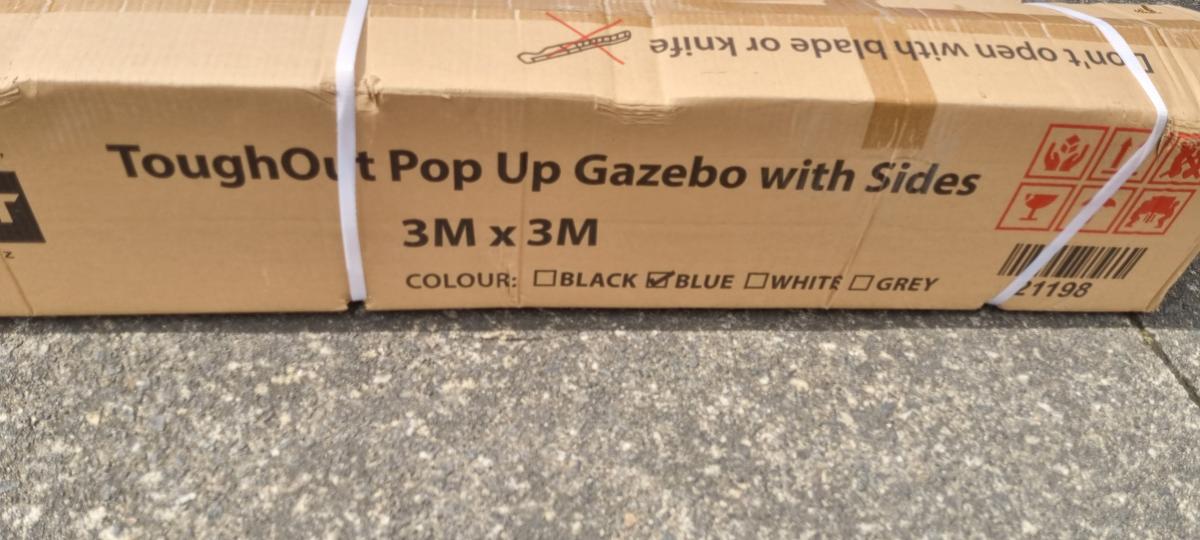 Don't open with blade or knife
ToughOut Pop Up Gazebo with Sides
3M x 3M
COLOUR: ☐BLACK ☑BLUE ☐WHITE ☐GREY
21198